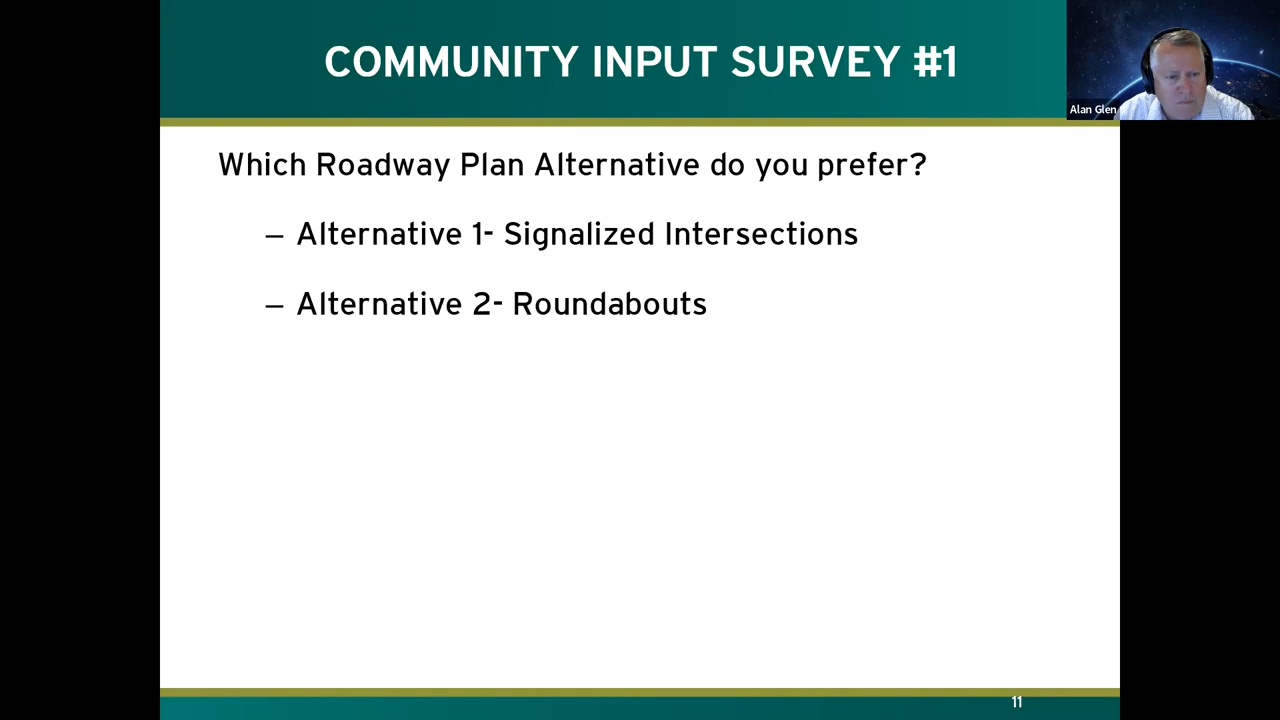 COMMUNITY INPUT SURVEY #1
Alan Glen
Which Roadway Plan Alternative do you prefer?
– Alternative 1- Signalized Intersections
– Alternative 2- Roundabouts
11